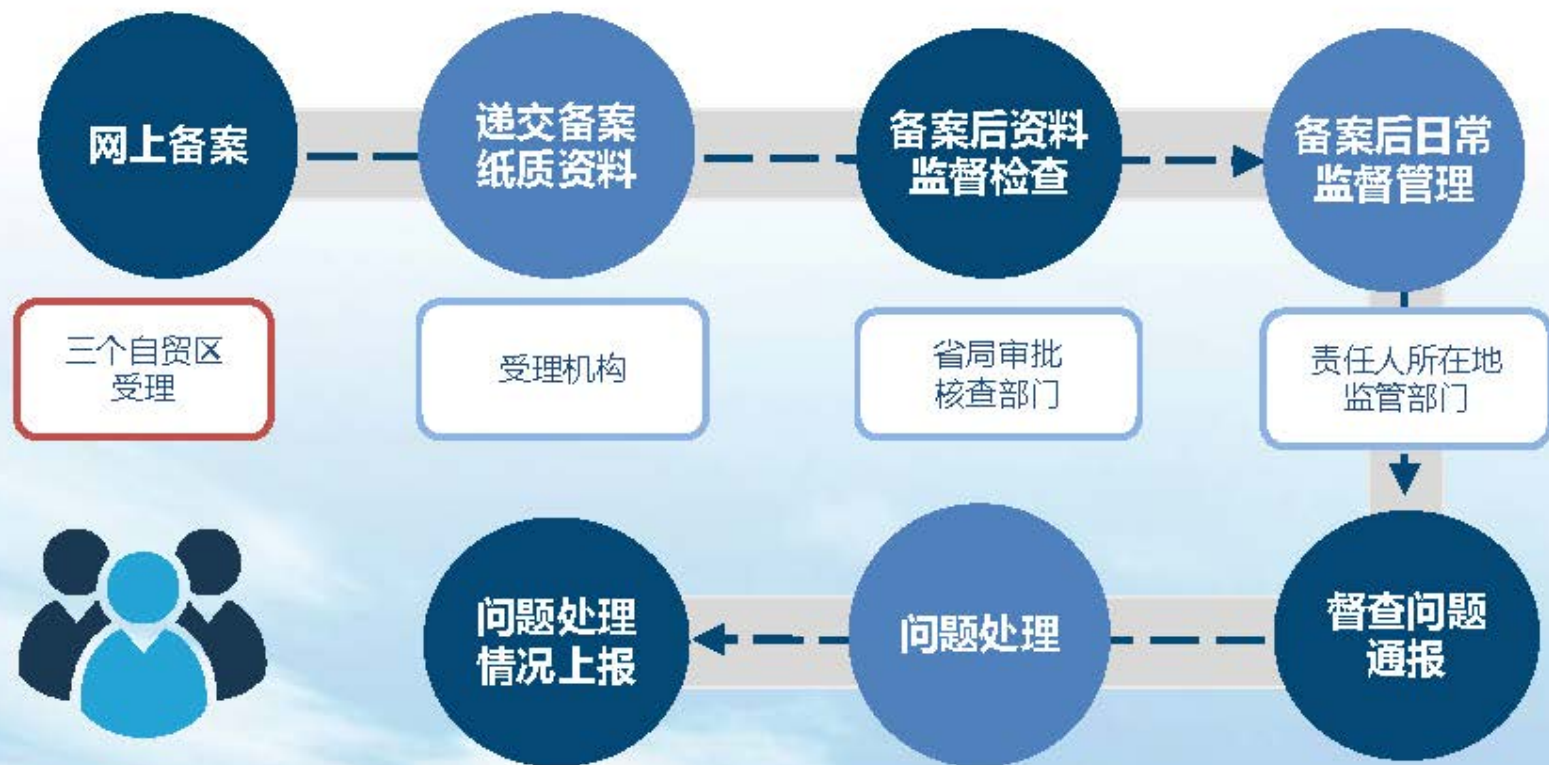 网上备案
递交备案
纸质资料
备案后资料
监督检查
备案后日常
监督管理
三个自贸区
受理
受理机构
省局审批
核查部门
责任人所在地
监管部门
问题处理
情况上报
问题处理
督查问题
通报